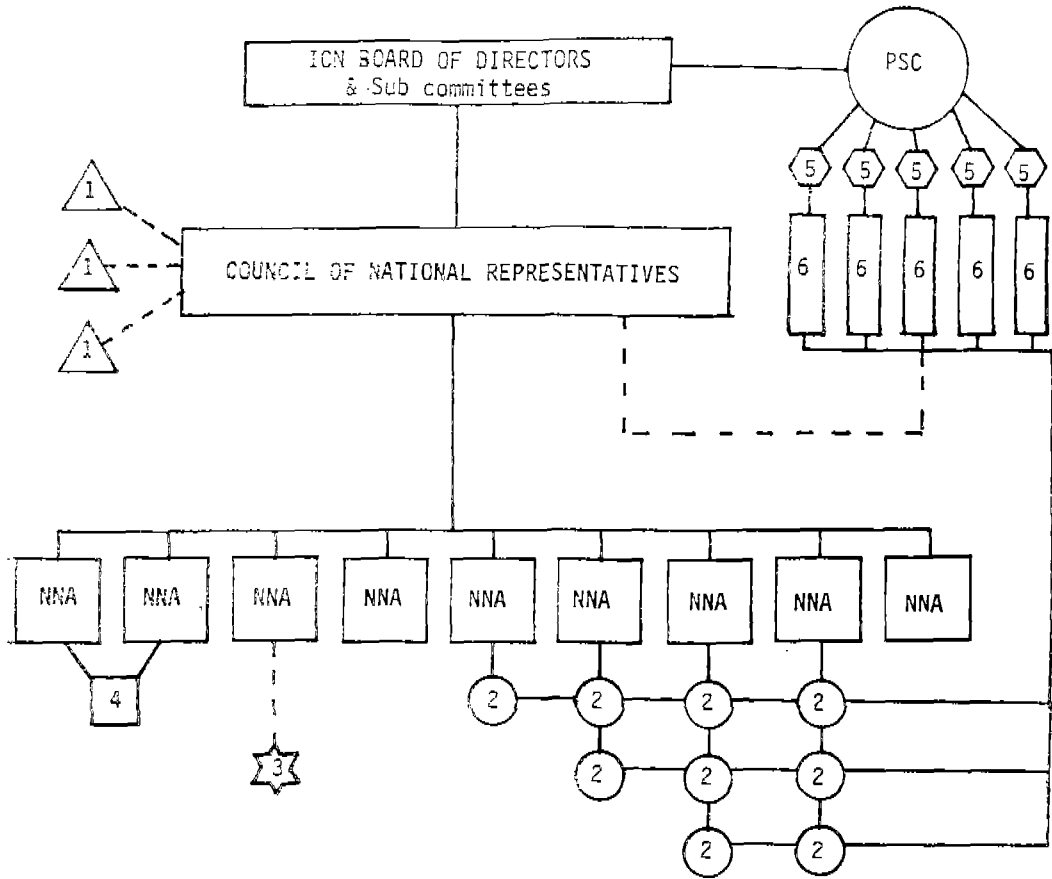 ICN BOARD OF DIRECTORS
& Sub committees
PSC
5 5 5 5 5
1
1
1
COUNCIL OF NATIONAL REPRESENTATIVES
6 6 6 6 6
NNA NNA NNA NNA NNA NNA NNA NNA NNA
4
2 2 2 2
3
2 2 2
2 2